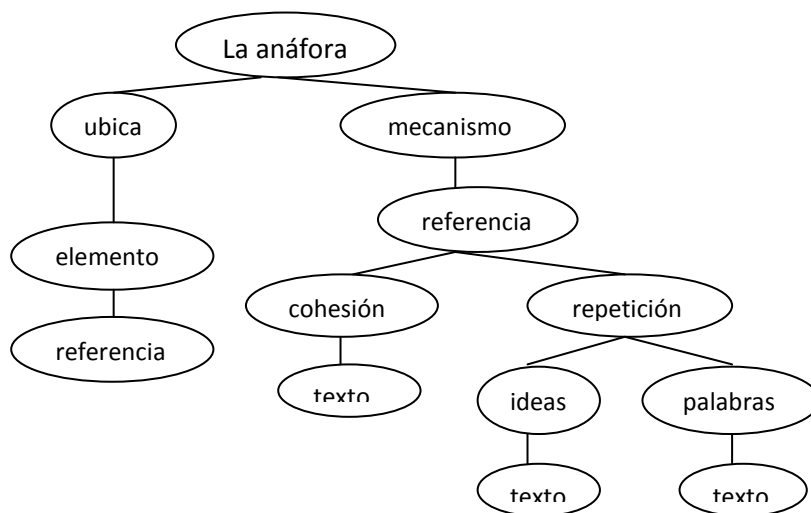 La anáfora
ubica
mecanismo
referencia
elemento
cohesión
repetición
referencia
texto
ideas
palabras
texto
texto